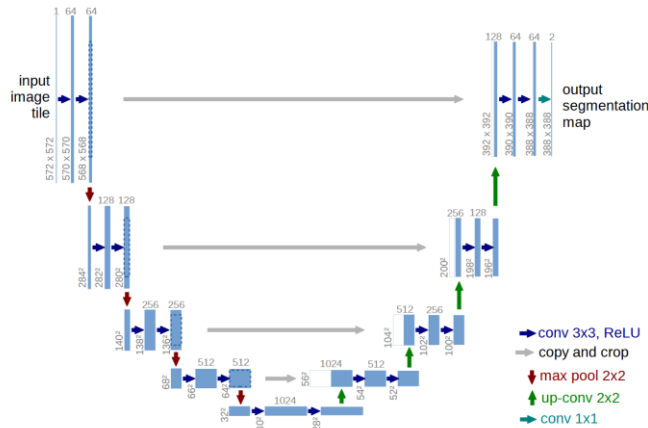 1 64 64
128 64 64 2
input
image
tile
output
segmentation
map
572 x 572
570 x 570
568 x 568
392 x 392
390 x 390
388 x 388
388 x 388
128 128
256 128
284²
282²
280²
200²
198²
196²
256 256
512 256
140²
138²
136²
104²
102²
100²
512 512
1024 512
68²
66²
64²
56²
54²
52²
1024
32²
30²
28²
conv 3x3, ReLU
copy and crop
max pool 2x2
up-conv 2x2
conv 1x1